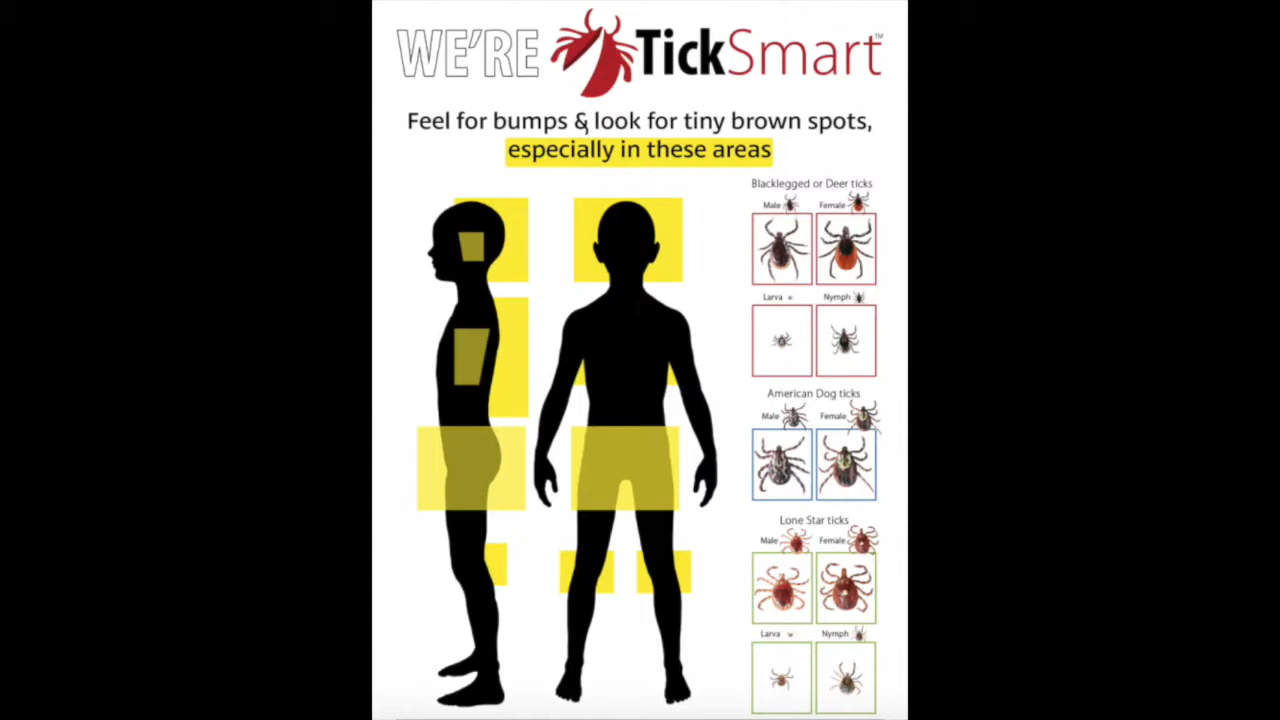 WE'RE TickSmart™
Feel for bumps & look for tiny brown spots,
especially in these areas
Blacklegged or Deer ticks
Male Female
Larva Nymph
American Dog ticks
Male Female
Lone Star ticks
Male Female
Larva Nymph